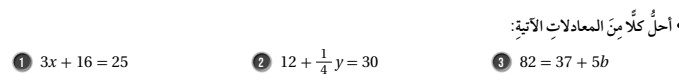 • أحلُّ كلًّا مِنَ المعادلاتِ الآتيةِ:
1 3x + 16 = 25 2 12 + 1/4 y = 30 3 82 = 37 + 5b